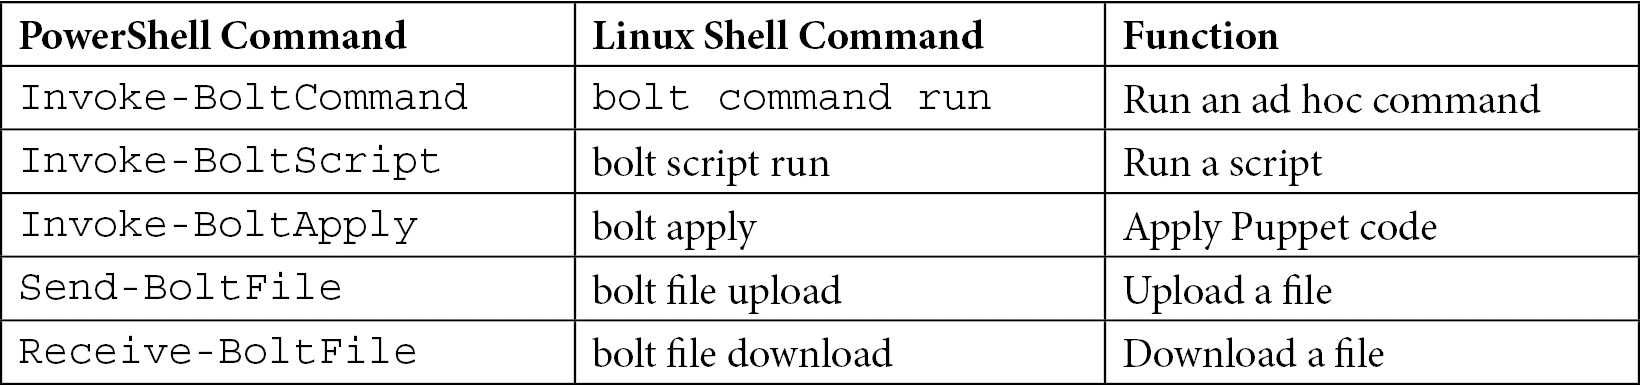 PowerShell Command Linux Shell Command Function
Invoke-BoltCommand bolt command run Run an ad hoc command
Invoke-BoltScript bolt script run Run a script
Invoke-BoltApply bolt apply Apply Puppet code
Send-BoltFile bolt file upload Upload a file
Receive-BoltFile bolt file download Download a file